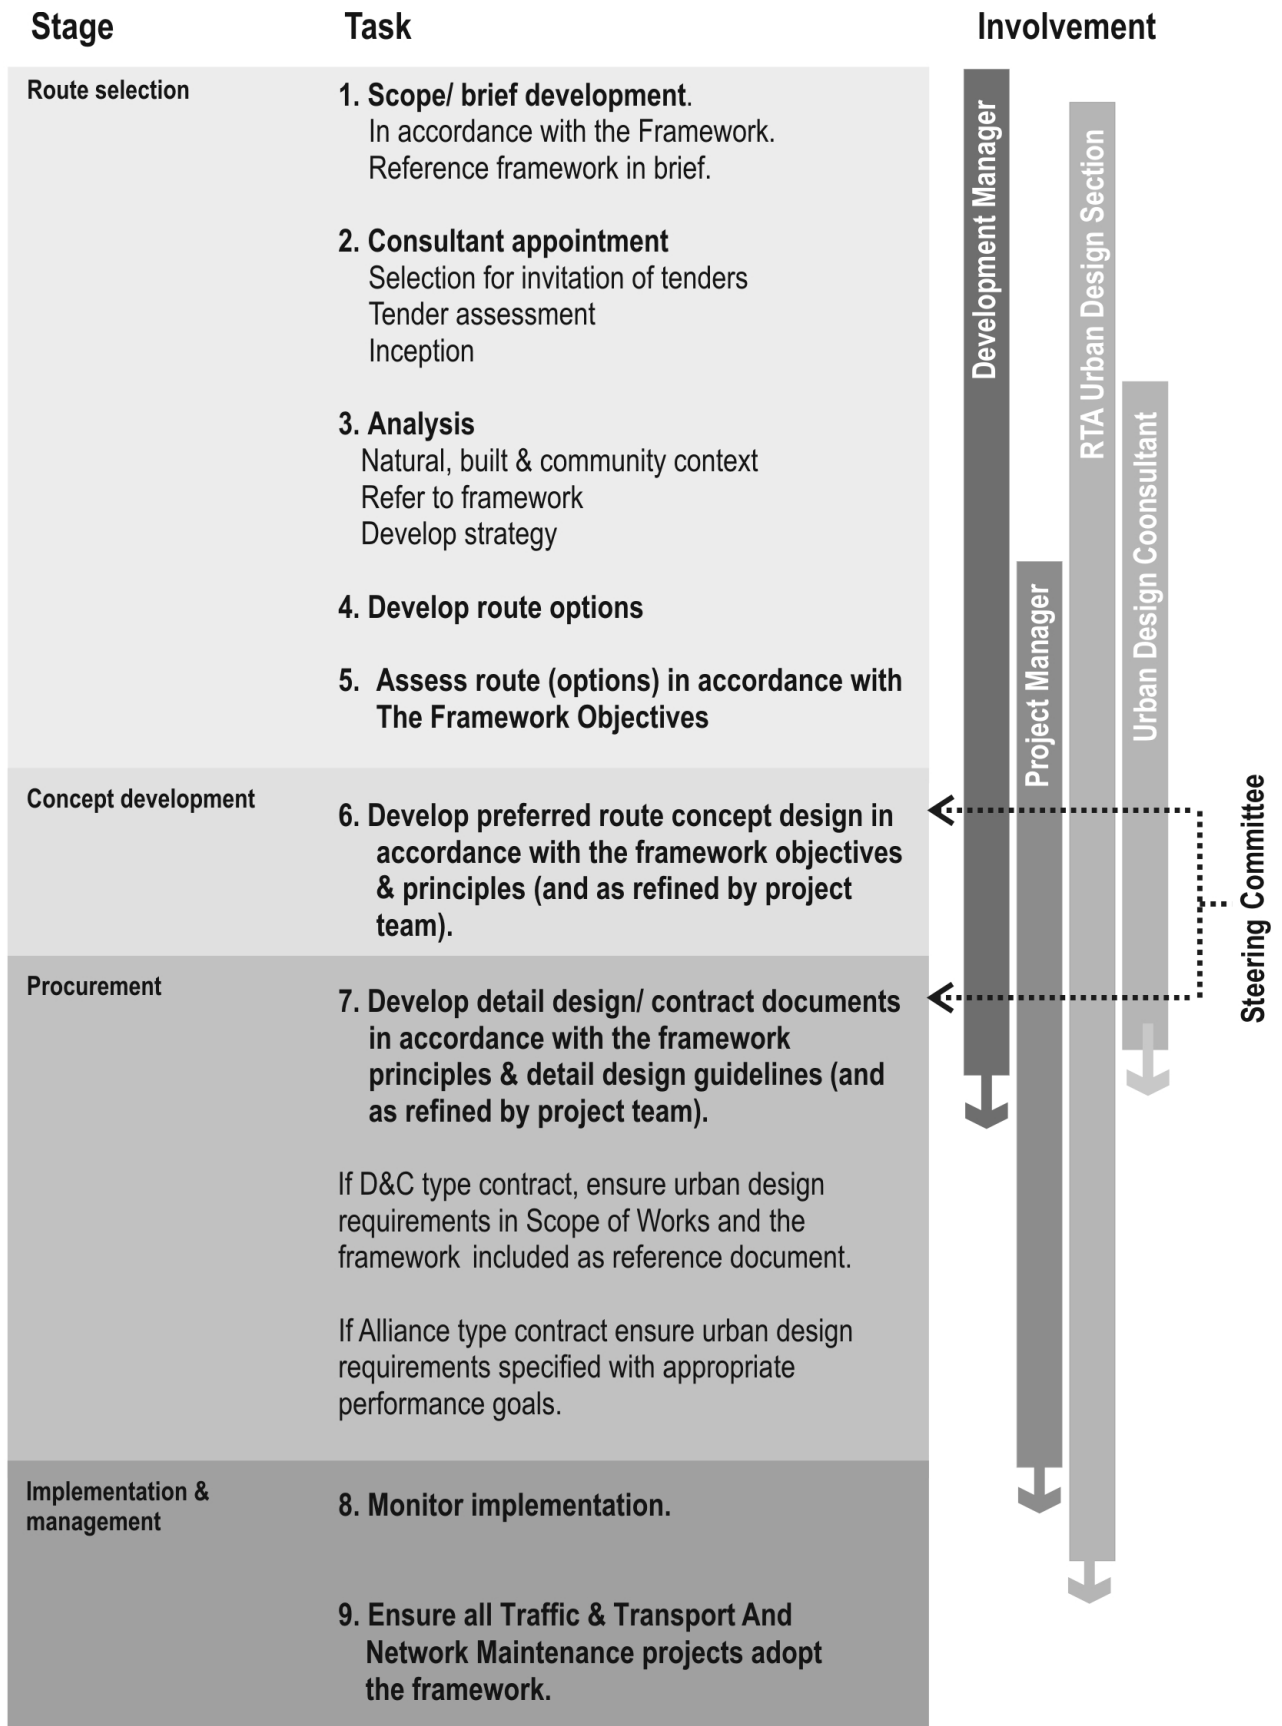 Stage
Task
Involvement
Route selection
1. Scope/ brief development.
In accordance with the Framework.
Reference framework in brief.
2. Consultant appointment
Selection for invitation of tenders
Tender assessment
Inception
3. Analysis
Natural, built & community context
Refer to framework
Develop strategy
4. Develop route options
5. Assess route (options) in accordance with
The Framework Objectives
Concept development
6. Develop preferred route concept design in
accordance with the framework objectives
& principles (and as refined by project
team).
Procurement
7. Develop detail design/ contract documents
in accordance with the framework
principles & detail design guidelines (and
as refined by project team).
If D&C type contract, ensure urban design
requirements in Scope of Works and the
framework included as reference document.
If Alliance type contract ensure urban design
requirements specified with appropriate
performance goals.
Implementation &
management
8. Monitor implementation.
9. Ensure all Traffic & Transport And
Network Maintenance projects adopt
the framework.
Development Manager
Project Manager
RTA Urban Design Section
Urban Design Coonsultant
Steering Committee